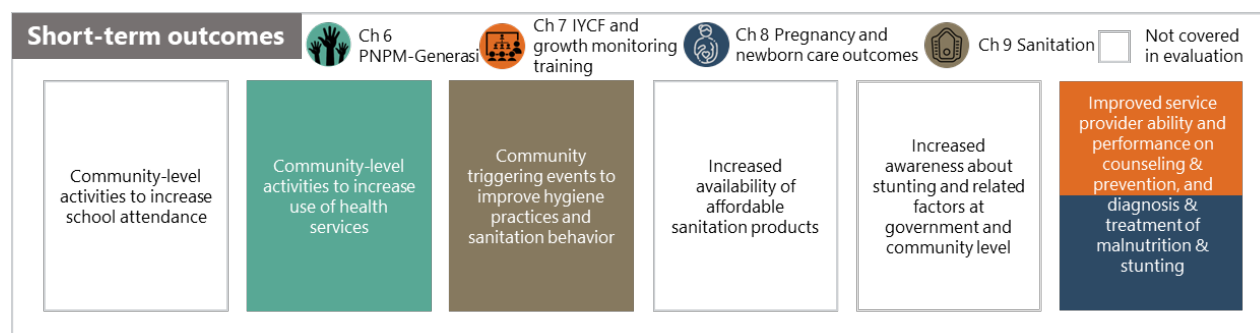 Short-term outcomes
Ch 6
PNPM-Generasi
Ch 7 IYCF and
growth monitoring
training
Ch 8 Pregnancy and
newborn care outcomes
Ch 9 Sanitation
Not covered
in evaluation
Community-level
activities to increase
school attendance
Community-level
activities to increase
use of health
services
Community
triggering events to
improve hygiene
practices and
sanitation behavior
Increased
availability of
affordable
sanitation products
Increased
awareness about
stunting and related
factors at
government and
community level
Improved service
provider ability and
performance on
counseling &
prevention, and
diagnosis &
treatment of
malnutrition &
stunting